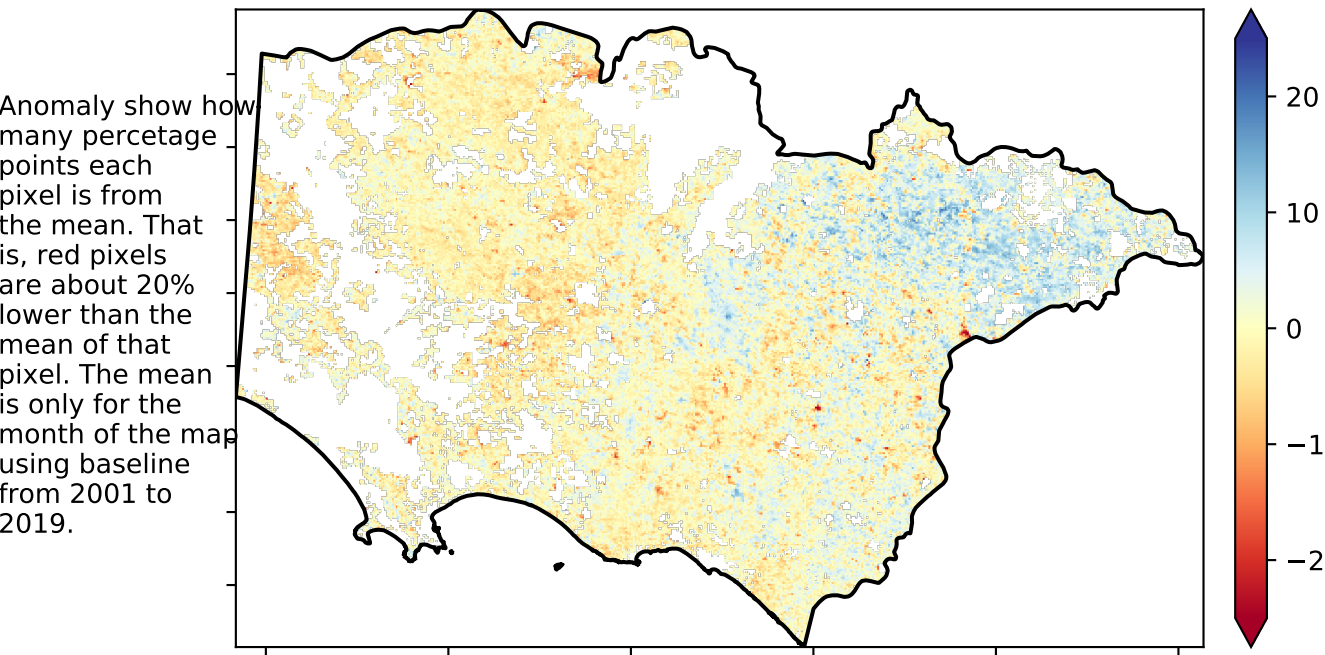 Anomaly show how
many percetage
points each
pixel is from
the mean. That
is, red pixels
are about 20%
lower than the
mean of that
pixel. The mean
is only for the
month of the map
using baseline
from 2001 to
2019.
20
10
0
−1
−2